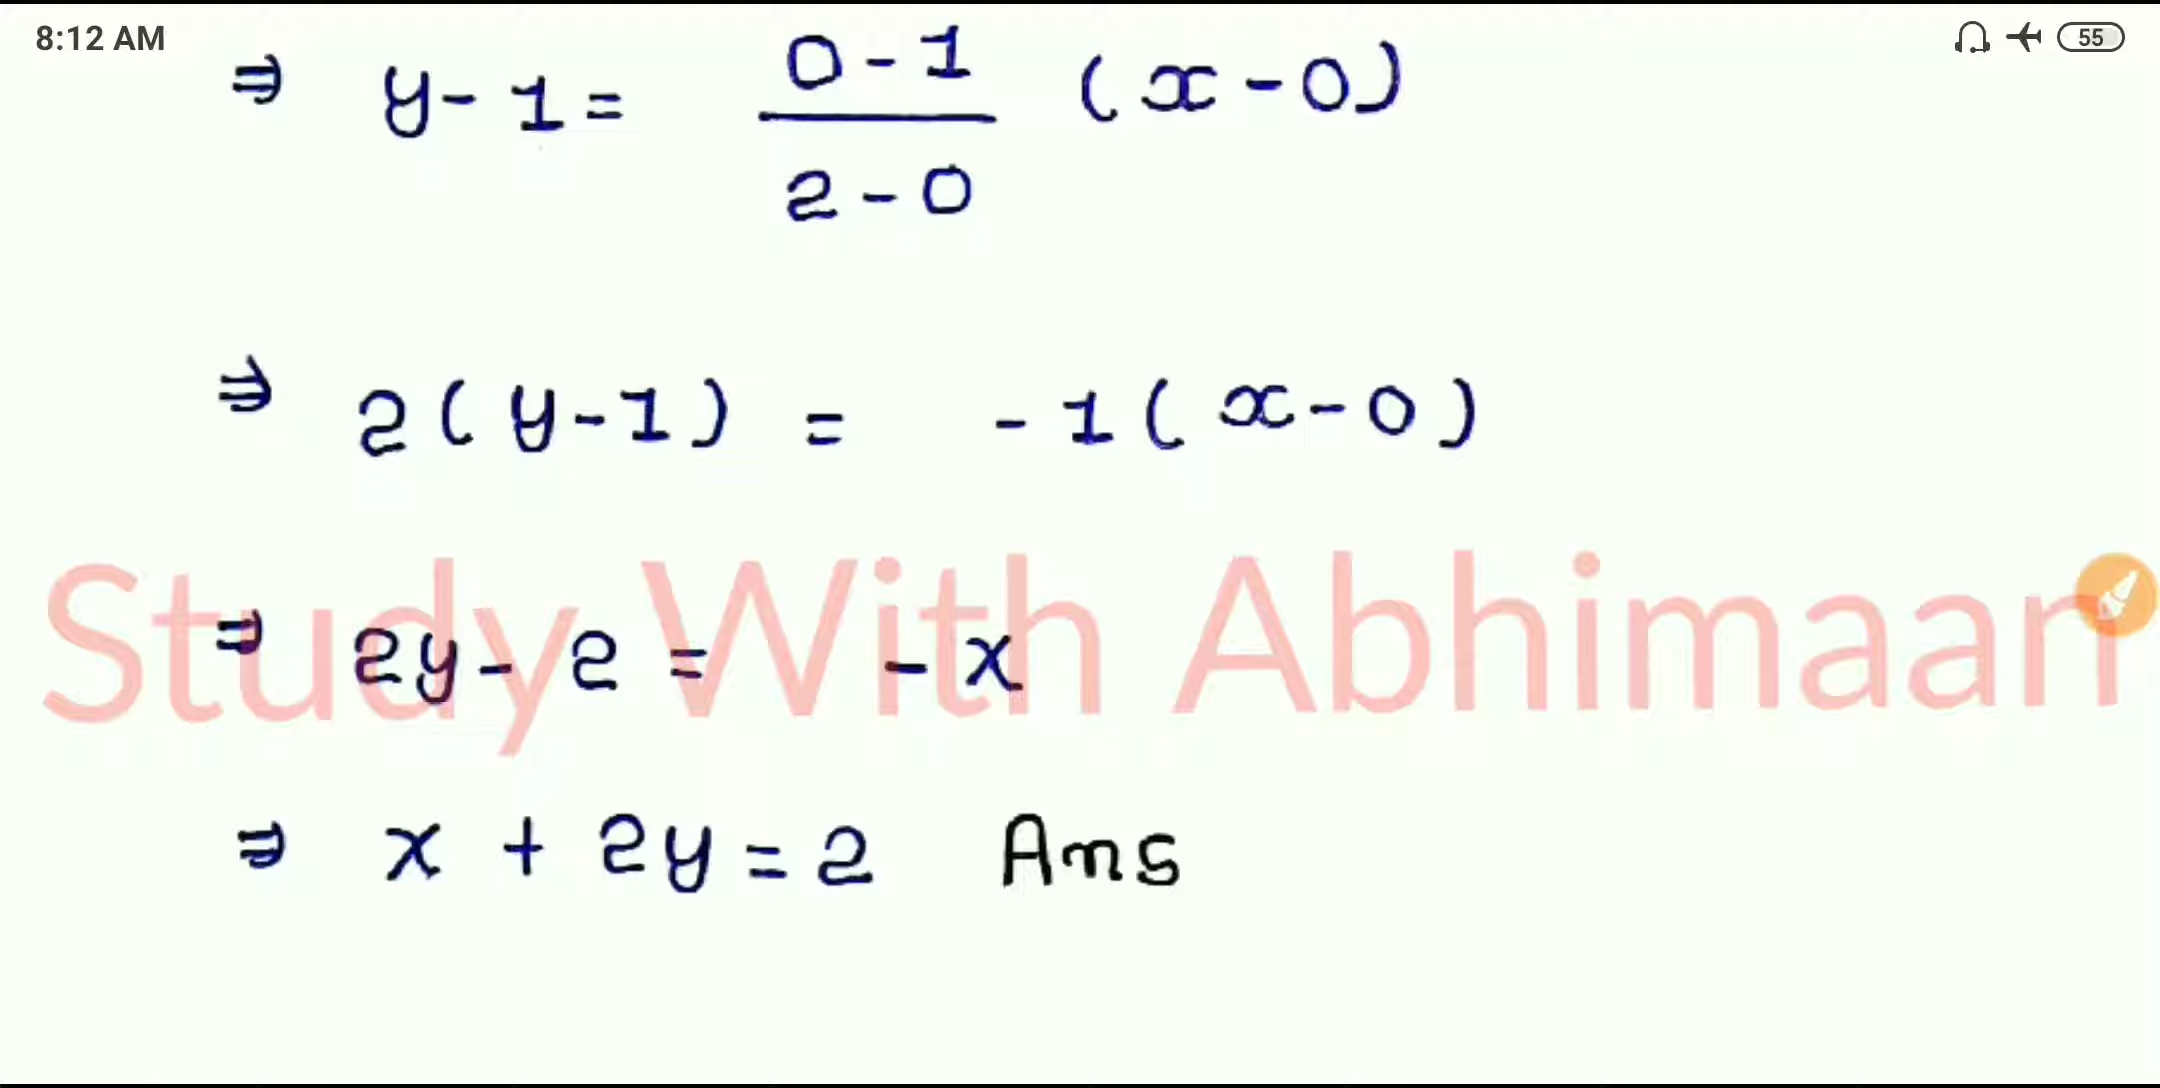 8:12 AM 55
⇒ y - 1 = (0 - 1)/(2 - 0) (x - 0)
⇒ 2(y - 1) = -1(x - 0)
Study With Abhimaan
⇒ 2y - 2 = -x
⇒ x + 2y = 2 Ans